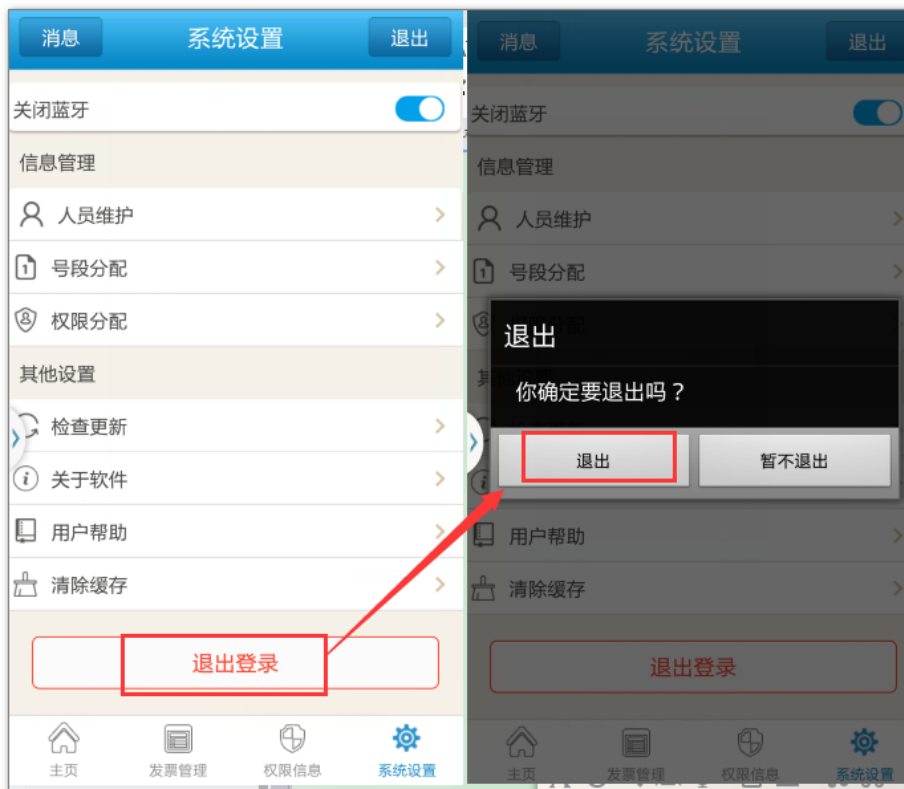 消息 系统设置 退出
关闭蓝牙
信息管理
人员维护
号段分配
权限分配
其他设置
检查更新
关于软件
用户帮助
清除缓存
退出登录
主页 发票管理 权限信息 系统设置
消息 系统设置 退出
关闭蓝牙
信息管理
人员维护
号段分配
退出
你确定要退出吗？
退出 暂不退出
用户帮助
清除缓存
退出登录
主页 发票管理 权限信息 系统设置